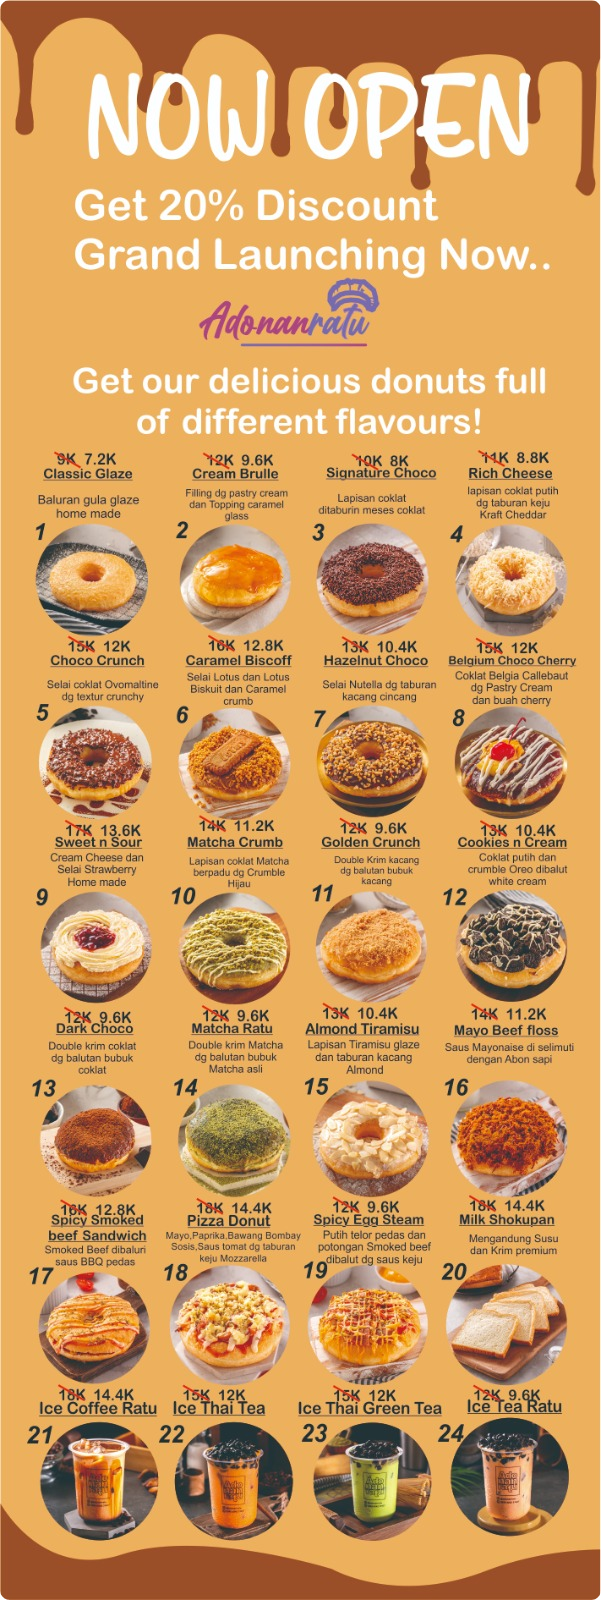 NOW OPEN
Get 20% Discount
Grand Launching Now..
Adonanratu
Get our delicious donuts full
of different flavours!
9K 7.2K
Classic Glaze
Baluran gula glaze
home made
1
12K 9.6K
Cream Brulle
Filling dg pastry cream
dan Topping caramel
glass
2
10K 8K
Signature Choco
Lapisan coklat
ditaburin meses coklat
3
11K 8.8K
Rich Cheese
lapisan coklat putih
dg taburan keju
Kraft Cheddar
4
15K 12K
Choco Crunch
Selai coklat Ovomaltine
dg textur crunchy
5
16K 12.8K
Caramel Biscoff
Selai Lotus dan Lotus
Biskuit dan Caramel
crumb
6
13K 10.4K
Hazelnut Choco
Selai Nutella dg taburan
kacang cincang
7
15K 12K
Belgium Choco Cherry
Coklat Belgia Callebaut
dg Pastry Cream
dan buah cherry
8
17K 13.6K
Sweet n Sour
Cream Cheese dan
Selai Strawberry
Home made
9
14K 11.2K
Matcha Crumb
Lapisan coklat Matcha
berpadu dg Crumble
Hijau
10
12K 9.6K
Golden Crunch
Double Krim kacang
dg balutan bubuk
kacang
11
13K 10.4K
Cookies n Cream
Coklat putih dan
crumble Oreo dibalut
white cream
12
12K 9.6K
Dark Choco
Double krim coklat
dg balutan bubuk
coklat
13
12K 9.6K
Matcha Ratu
Double krim Matcha
dg balutan bubuk
Matcha asli
14
13K 10.4K
Almond Tiramisu
Lapisan Tiramisu glaze
dan taburan kacang
Almond
15
14K 11.2K
Mayo Beef floss
Saus Mayonaise di selimuti
dengan Abon sapi
16
16K 12.8K
Spicy Smoked
beef Sandwich
Smoked Beef dibaluri
saus BBQ pedas
17
18K 14.4K
Pizza Donut
Mayo,Paprika,Bawang Bombay
Sosis,Saus tomat dg taburan
keju Mozzarella
18
12K 9.6K
Spicy Egg Steam
Putih telor pedas dan
potongan Smoked beef
dibalut dg saus keju
19
18K 14.4K
Milk Shokupan
Mengandung Susu
dan Krim premium
20
18K 14.4K
Ice Coffee Ratu
21
15K 12K
Ice Thai Tea
22
15K 12K
Ice Thai Green Tea
23
12K 9.6K
Ice Tea Ratu
24